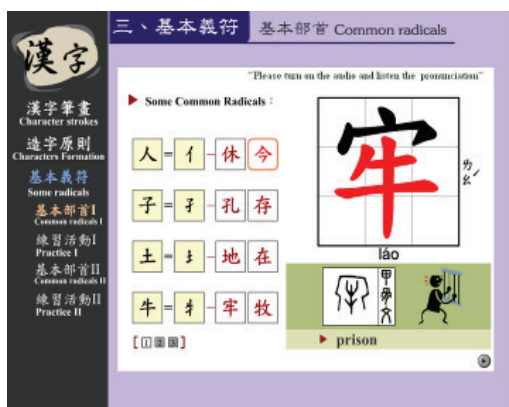 三、基本義符 基本部首 Common radicals
漢字
漢字筆畫
Character strokes
造字原則
Characters Formation
基本義符
Some radicals
基本部首I
Common radicals I
練習活動I
Practice I
基本部首II
Common radicals II
練習活動II
Practice II
"Please turn on the audio and listen the pronunciation"
Some Common Radicals：
人 = 亻 - 休 今
子 = 孑 - 孔 存
土 = 土 - 地 在
牛 = 牜 - 牢 牧
[1 2 3]
牢
ㄌㄠˊ
láo
甲骨文
prison